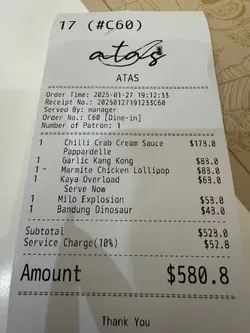 17 (#C60)
atas
ATAS
Order Time: 2025-01-27 19:12:33
Receipt No.: 20250127191233C60
Served By: manager
Order No.: C60 [Dine-in]
Number of Patron: 1
1 Chilli Crab Cream Sauce $178.0
Pappardelle
1 Garlic Kang Kong $88.0
1 - Marmite Chicken Lollipop $88.0
1 Kaya Overload $68.0
Serve Now
1 Milo Explosion $58.0
1 Bandung Dinosaur $48.0
Subtotal $528.0
Service Charge(10%) $52.8
Amount $580.8
Thank You